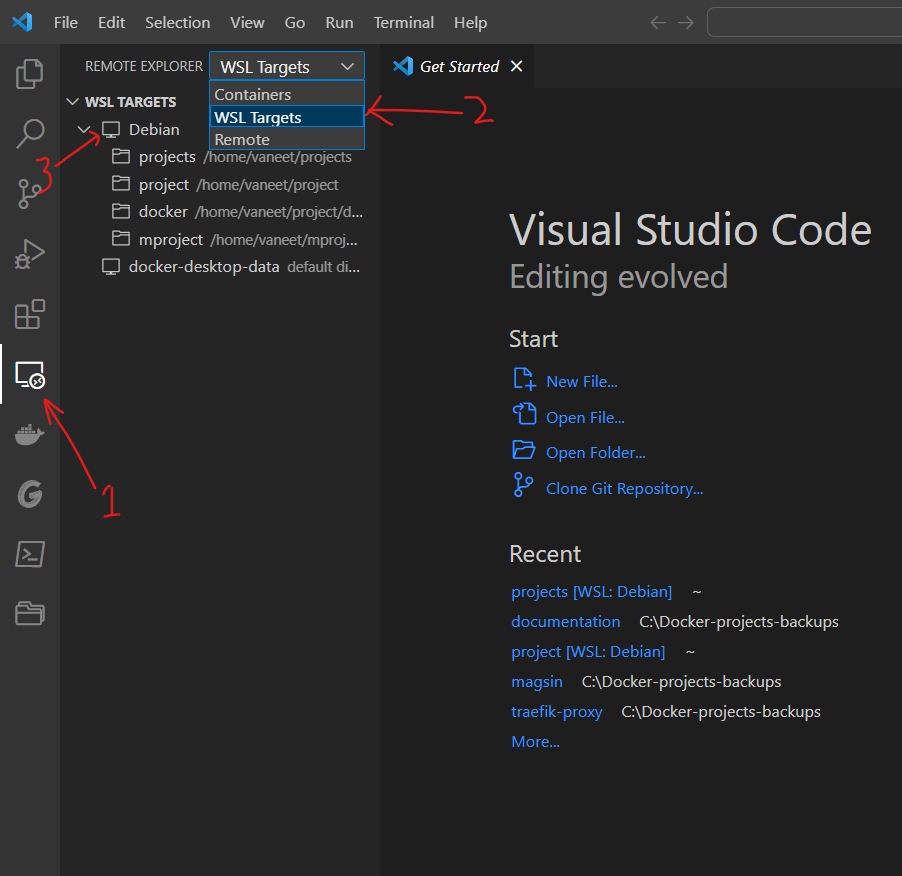 File Edit Selection View Go Run Terminal Help
REMOTE EXPLORER WSL Targets
Get Started
Containers
WSL Targets
Remote
WSL TARGETS
Debian
projects /home/vaneet/projects
project /home/vaneet/project
docker /home/vaneet/project/d...
mproject /home/vaneet/mproj...
docker-desktop-data default di...
1
2
3
Visual Studio Code
Editing evolved
Start
New File...
Open File...
Open Folder...
Clone Git Repository...
Recent
projects [WSL: Debian] ~
documentation C:\Docker-projects-backups
project [WSL: Debian] ~
magsin C:\Docker-projects-backups
traefik-proxy C:\Docker-projects-backups
More...